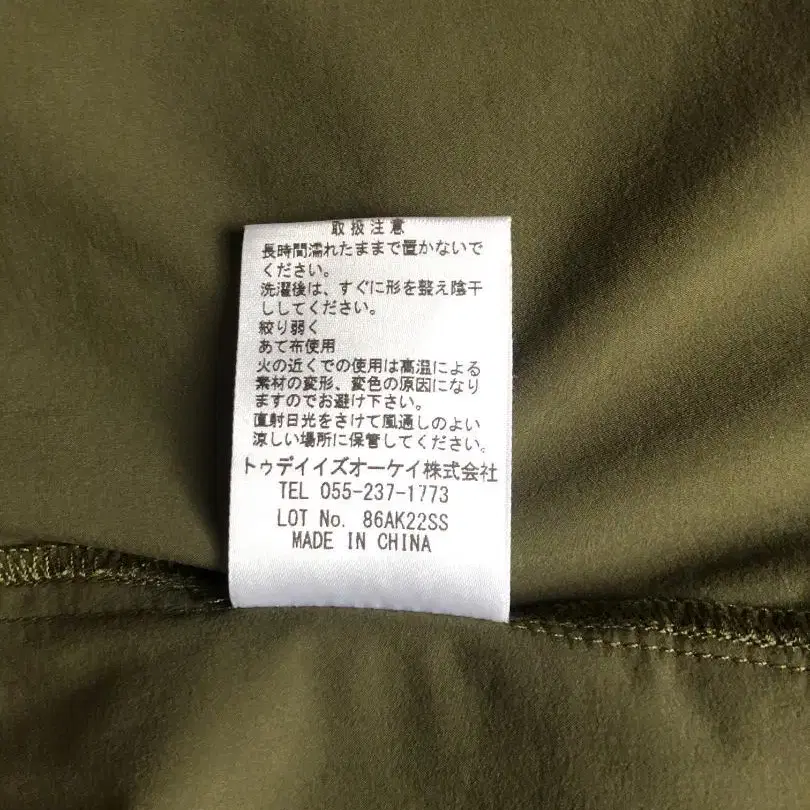 取扱注意
長時間濡れたままで置かないで
ください。
洗濯後は、すぐに形を整え陰干
ししてください。
絞り弱く
あて布使用
火の近くでの使用は高温による
素材の変形、変色の原因になり
ますのでお避け下さい。
直射日光をさけて風通しのよい
涼しい場所に保管してください。
トゥデイイズオーケイ株式会社
TEL 055-237-1773
LOT No. 86AK22SS
MADE IN CHINA